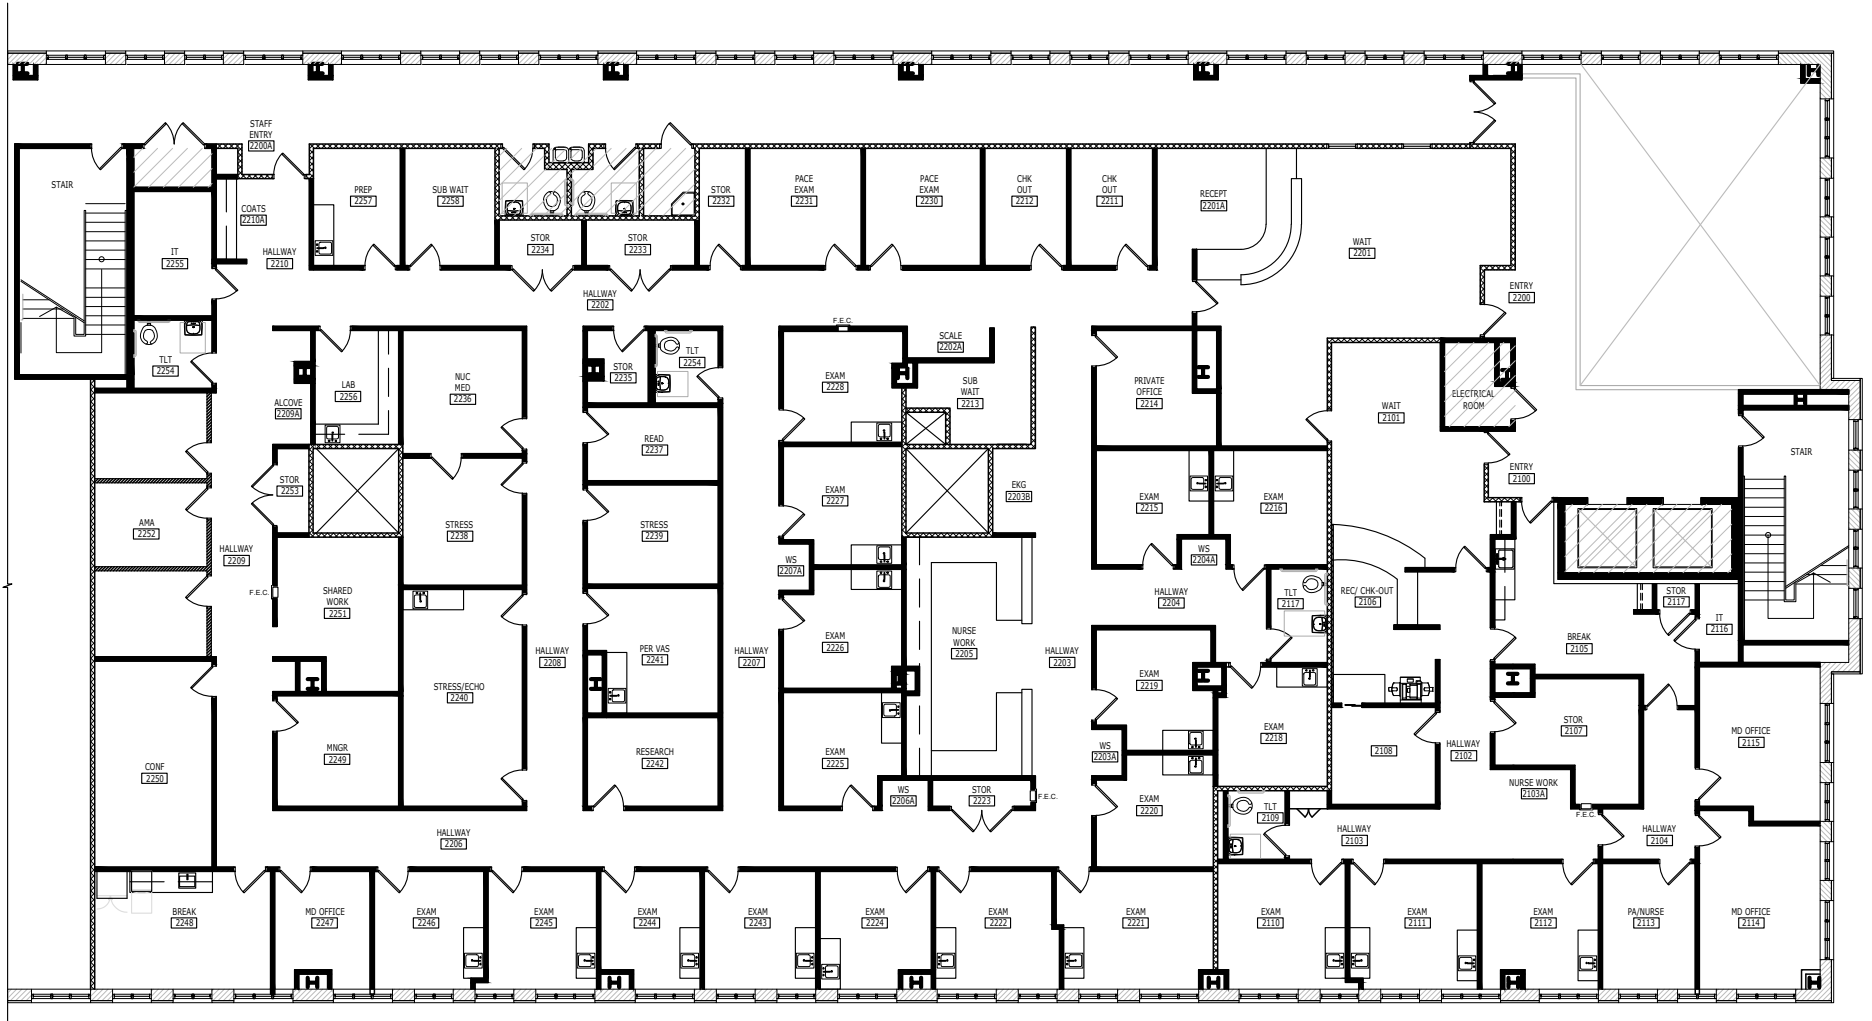 STAIR
STAFF
ENTRY
2200A
COATS
2210A
IT
2255
HALLWAY
2210
TLT
2254
PREP
2257
SUB WAIT
2258
STOR
2234
STOR
2233
STOR
2232
PACE
EXAM
2231
PACE
EXAM
2230
CHK
OUT
2212
CHK
OUT
2211
RECEPT
2201A
WAIT
2201
ENTRY
2200
HALLWAY
2202
ALCOVE
2209A
LAB
2256
NUC
MED
2236
STOR
2235
TLT
2254
F.E.C.
EXAM
2228
SCALE
2202A
SUB
WAIT
2213
PRIVATE
OFFICE
2214
WAIT
2101
ELECTRICAL
ROOM
STAIR
ENTRY
2100
AMA
2252
HALLWAY
2209
STOR
2253
STRESS
2238
READ
2237
STRESS
2239
EXAM
2227
WS
2207A
EKG
2203B
EXAM
2215
EXAM
2216
WS
2204A
F.E.C.
SHARED
WORK
2251
HALLWAY
2204
TLT
2117
REC/ CHK-OUT
2106
BREAK
2105
STOR
2117
IT
2116
HALLWAY
2208
PER VAS
2241
HALLWAY
2207
EXAM
2226
NURSE
WORK
2205
HALLWAY
2203
EXAM
2219
STRESS/ECHO
2240
CONF
2250
MNGR
2249
RESEARCH
2242
EXAM
2225
WS
2206A
STOR
2223
F.E.C.
WS
2203A
EXAM
2220
EXAM
2218
2108
HALLWAY
2102
STOR
2107
MD OFFICE
2115
NURSE WORK
2103A
F.E.C.
TLT
2109
HALLWAY
2103
HALLWAY
2104
HALLWAY
2206
BREAK
2248
MD OFFICE
2247
EXAM
2246
EXAM
2245
EXAM
2244
EXAM
2243
EXAM
2224
EXAM
2222
EXAM
2221
EXAM
2110
EXAM
2111
EXAM
2112
PA/NURSE
2113
MD OFFICE
2114